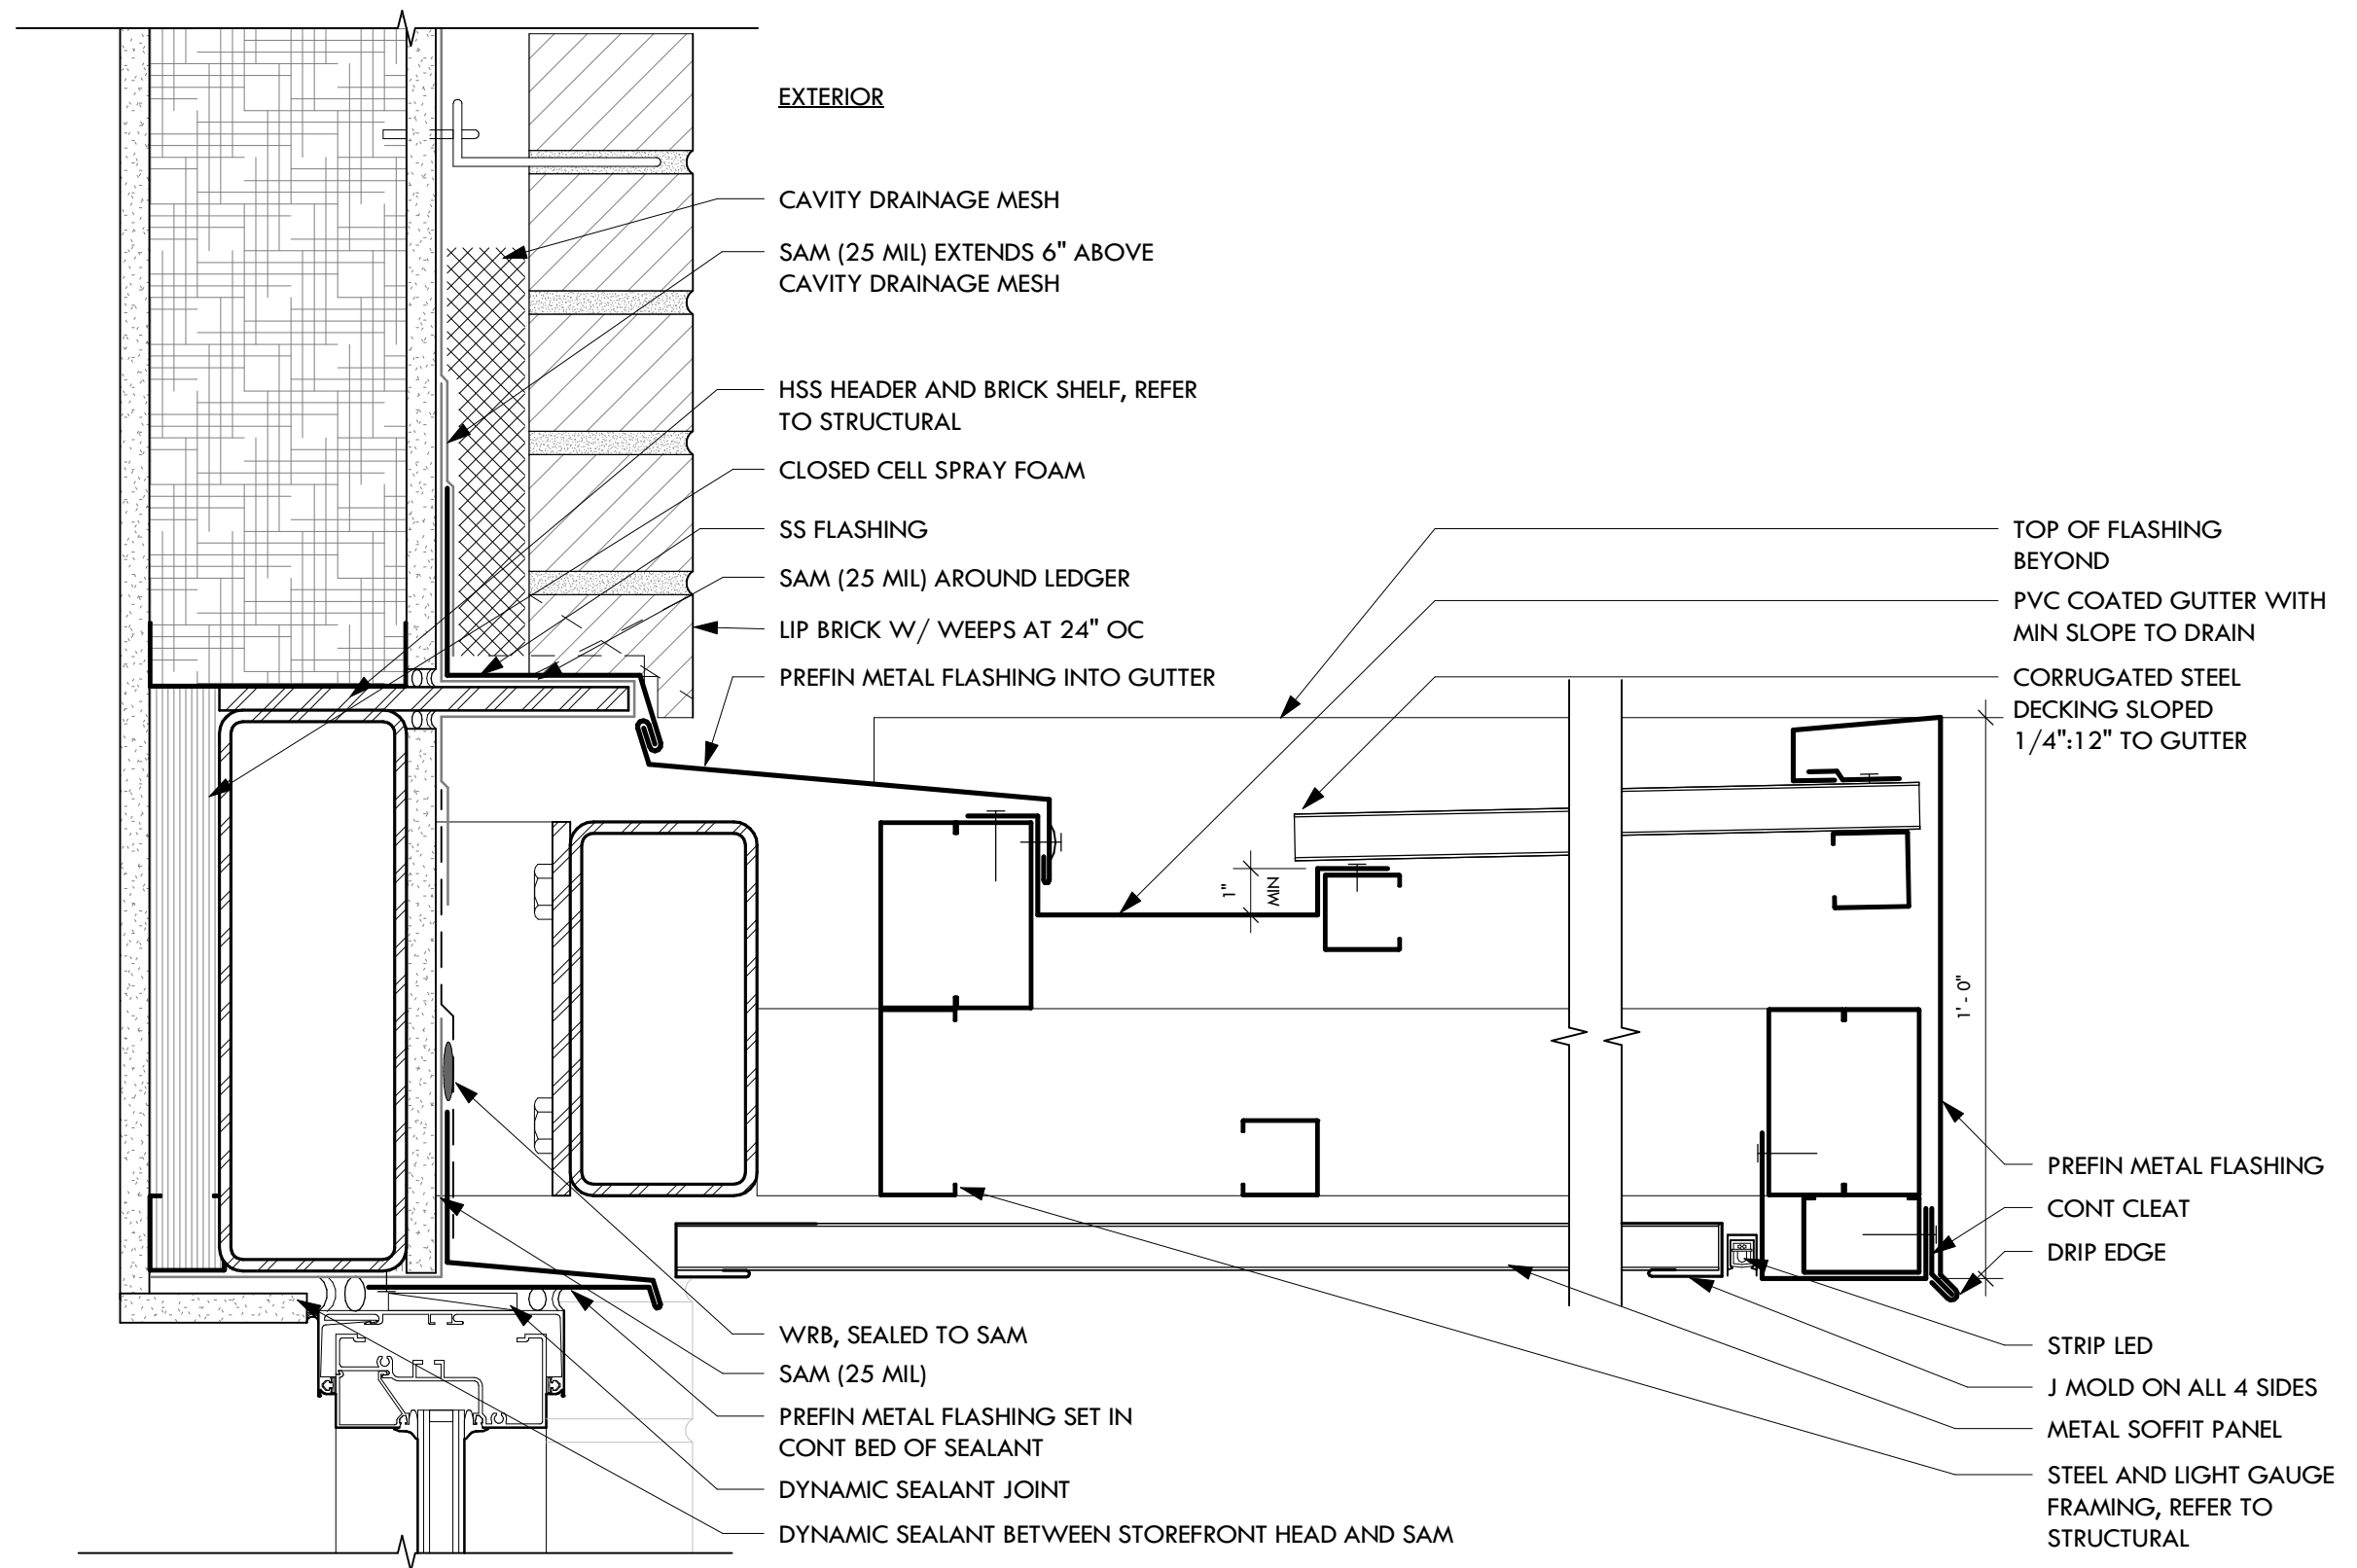 EXTERIOR
CAVITY DRAINAGE MESH
SAM (25 MIL) EXTENDS 6" ABOVE
CAVITY DRAINAGE MESH
HSS HEADER AND BRICK SHELF, REFER
TO STRUCTURAL
CLOSED CELL SPRAY FOAM
SS FLASHING
SAM (25 MIL) AROUND LEDGER
LIP BRICK W/ WEEPS AT 24" OC
PREFIN METAL FLASHING INTO GUTTER
TOP OF FLASHING
BEYOND
PVC COATED GUTTER WITH
MIN SLOPE TO DRAIN
CORRUGATED STEEL
DECKING SLOPED
1/4":12" TO GUTTER
1"
MIN
1' - 0"
PREFIN METAL FLASHING
CONT CLEAT
DRIP EDGE
STRIP LED
J MOLD ON ALL 4 SIDES
METAL SOFFIT PANEL
STEEL AND LIGHT GAUGE
FRAMING, REFER TO
STRUCTURAL
WRB, SEALED TO SAM
SAM (25 MIL)
PREFIN METAL FLASHING SET IN
CONT BED OF SEALANT
DYNAMIC SEALANT JOINT
DYNAMIC SEALANT BETWEEN STOREFRONT HEAD AND SAM